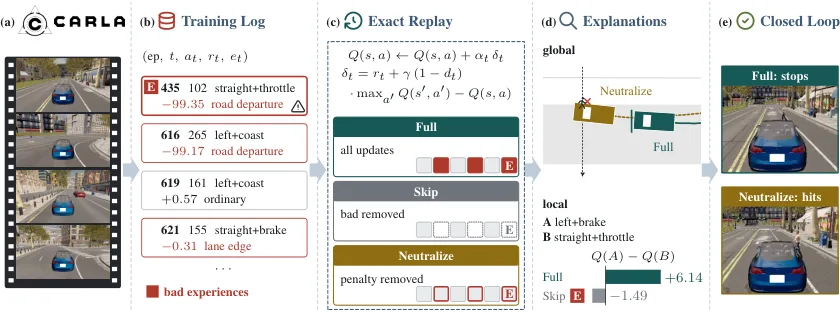 (a) CARLA
(b) Training Log
(ep, t, a_t, r_t, e_t)
E 435 102 straight+throttle
−99.35 road departure
616 265 left+coast
−99.17 road departure
619 161 left+coast
+0.57 ordinary
621 155 straight+brake
−0.31 lane edge
...
bad experiences
(c) Exact Replay
Q(s, a) ← Q(s, a) + α_t δ_t
δ_t = r_t + γ (1 − d_t)
· max_{a′} Q(s′, a′) − Q(s, a)
Full
all updates
E
Skip
bad removed
E
Neutralize
penalty removed
E
(d) Explanations
global
Neutralize
Full
local
A left+brake
B straight+throttle
Q(A) − Q(B)
Full +6.14
Skip E −1.49
(e) Closed Loop
Full: stops
Neutralize: hits